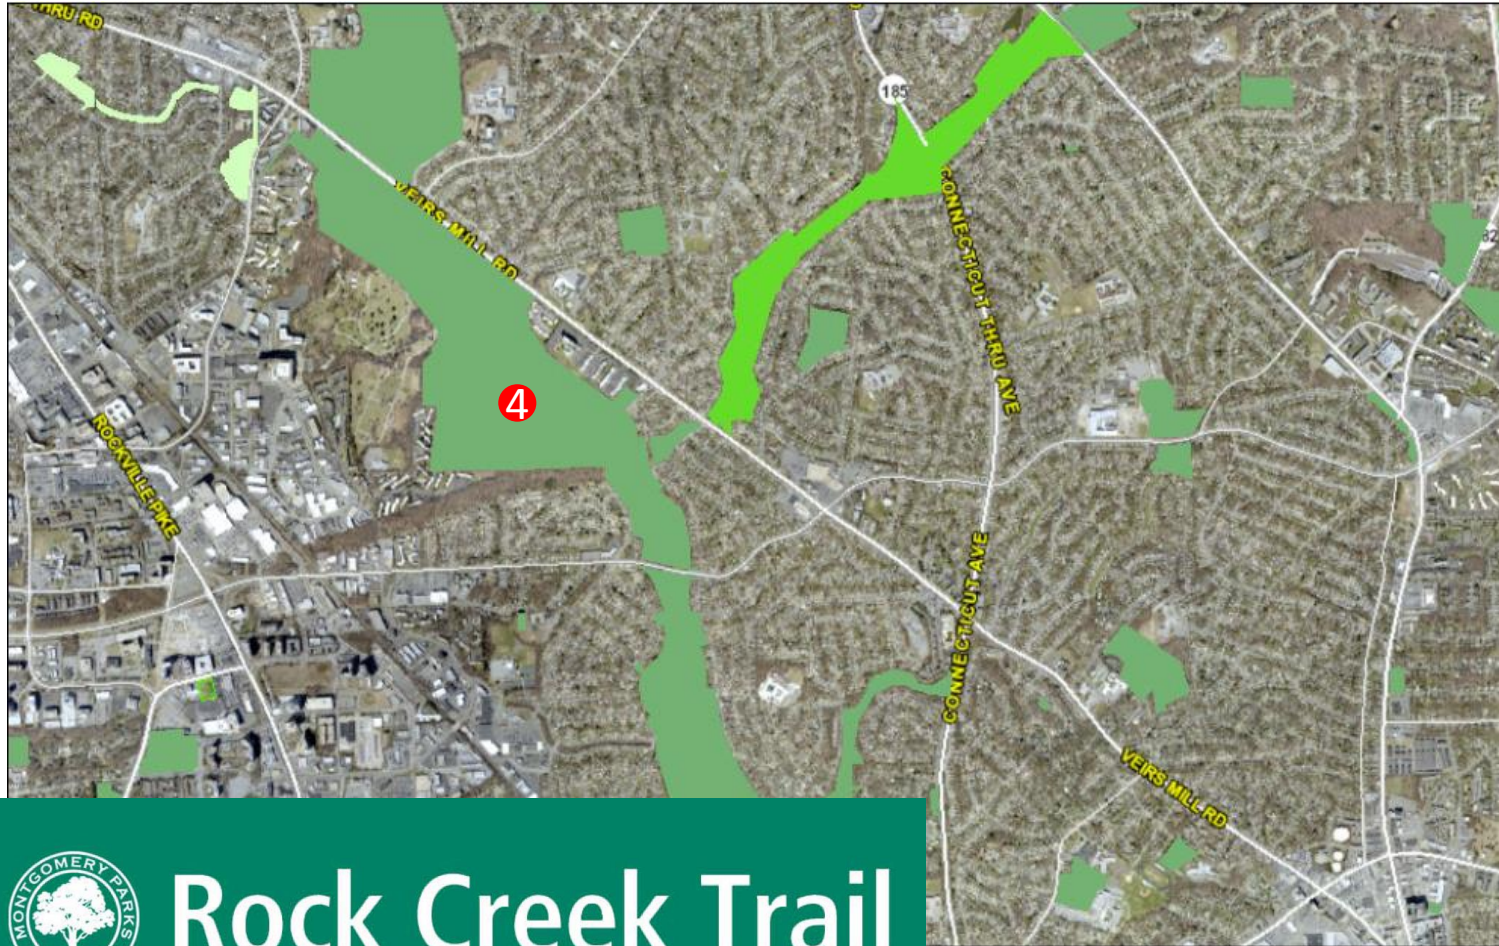 THRU RD
185
VEIRS MILL RD
CONNECTICUT THRU AVE
4
ROCKVILLE PIKE
CONNECTICUT AVE
VEIRS MILL RD
MONTGOMERY PARKS
Rock Creek Trail